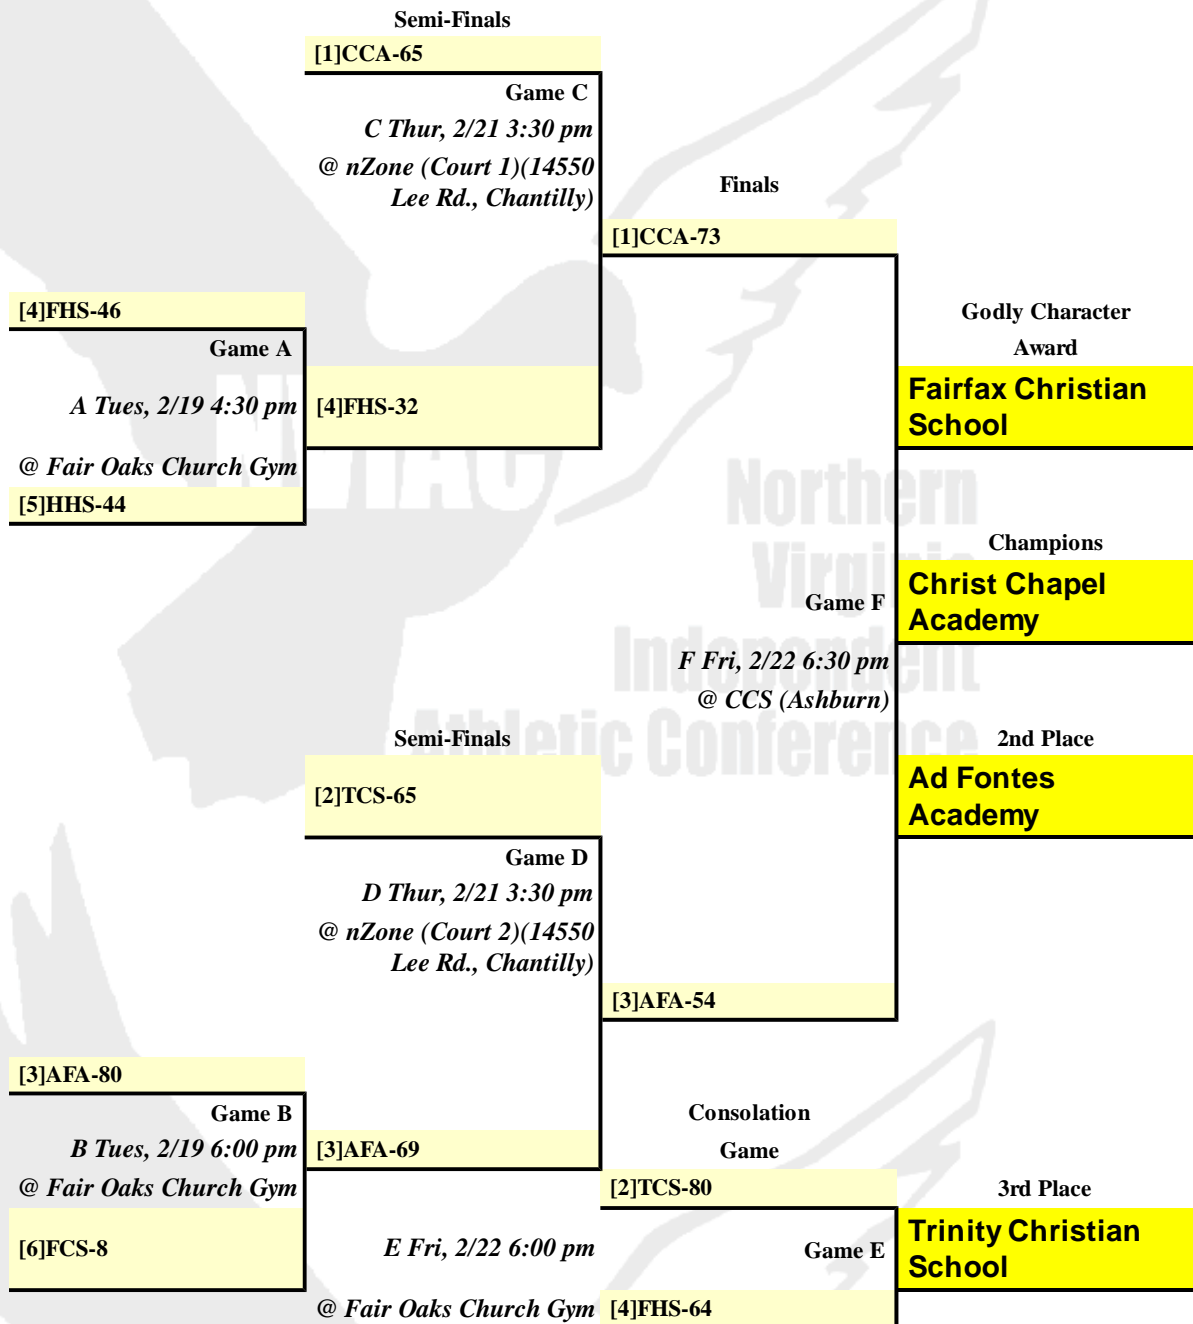 Semi-Finals
[1]CCA-65
Game C
C Thur, 2/21 3:30 pm
@ nZone (Court 1)(14550
Lee Rd., Chantilly)
Finals
[1]CCA-73
[4]FHS-46
Game A
A Tues, 2/19 4:30 pm
@ Fair Oaks Church Gym
[5]HHS-44
[4]FHS-32
Godly Character
Award
Fairfax Christian
School
NVIAC
Northern
Virginia
Independent
Athletic Conference
Champions
Christ Chapel
Academy
Game F
F Fri, 2/22 6:30 pm
@ CCS (Ashburn)
2nd Place
Ad Fontes
Academy
Semi-Finals
[2]TCS-65
Game D
D Thur, 2/21 3:30 pm
@ nZone (Court 2)(14550
Lee Rd., Chantilly)
[3]AFA-54
[3]AFA-80
Game B
B Tues, 2/19 6:00 pm
@ Fair Oaks Church Gym
[6]FCS-8
[3]AFA-69
Consolation
Game
[2]TCS-80
E Fri, 2/22 6:00 pm
Game E
@ Fair Oaks Church Gym
[4]FHS-64
3rd Place
Trinity Christian
School